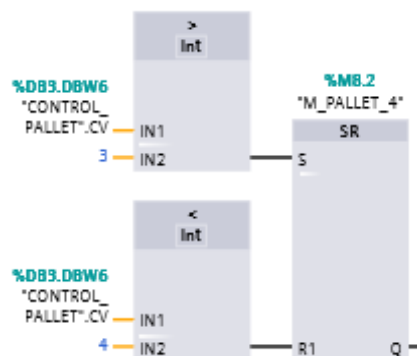 >
Int
%DB3.DBW6
"CONTROL_
PALLET".CV
IN1
3
IN2
%M8.2
"M_PALLET_4"
SR
S
<
Int
%DB3.DBW6
"CONTROL_
PALLET".CV
IN1
4
IN2
R1
Q